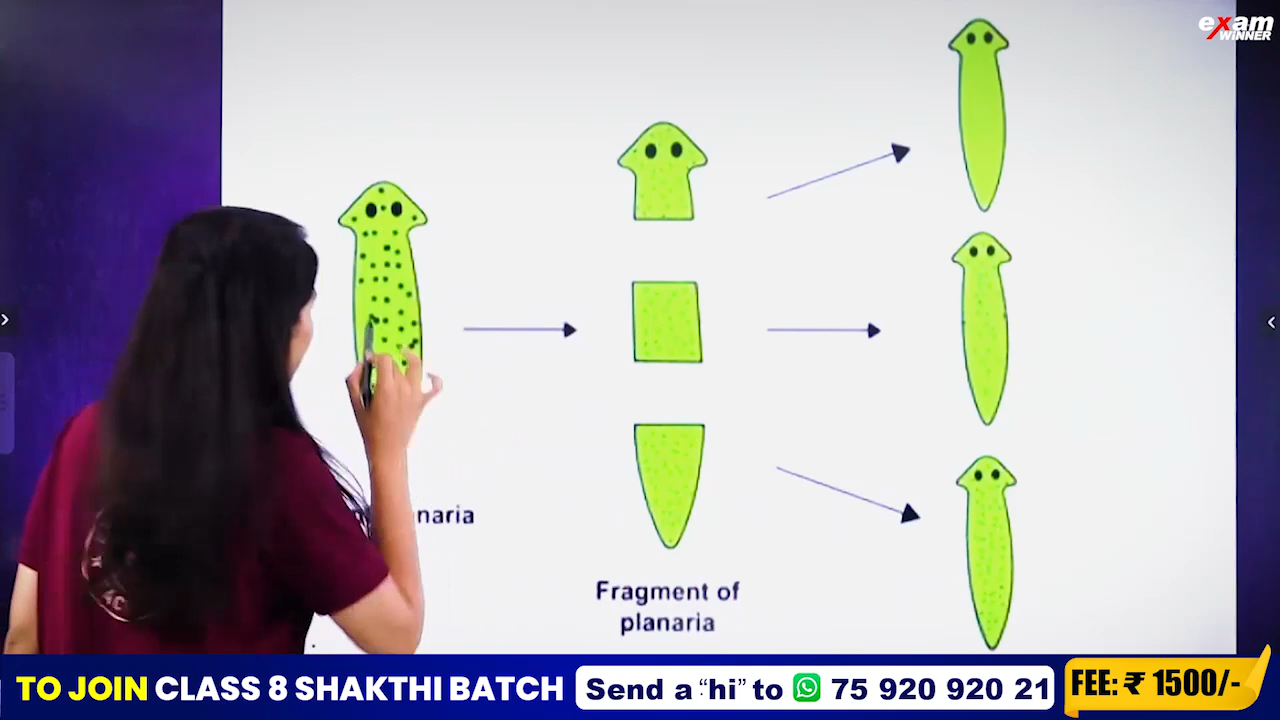 exam
WINNER
naria
Fragment of
planaria
TO JOIN CLASS 8 SHAKTHI BATCH
Send a “hi” to 75 920 920 21
FEE: ₹ 1500/-